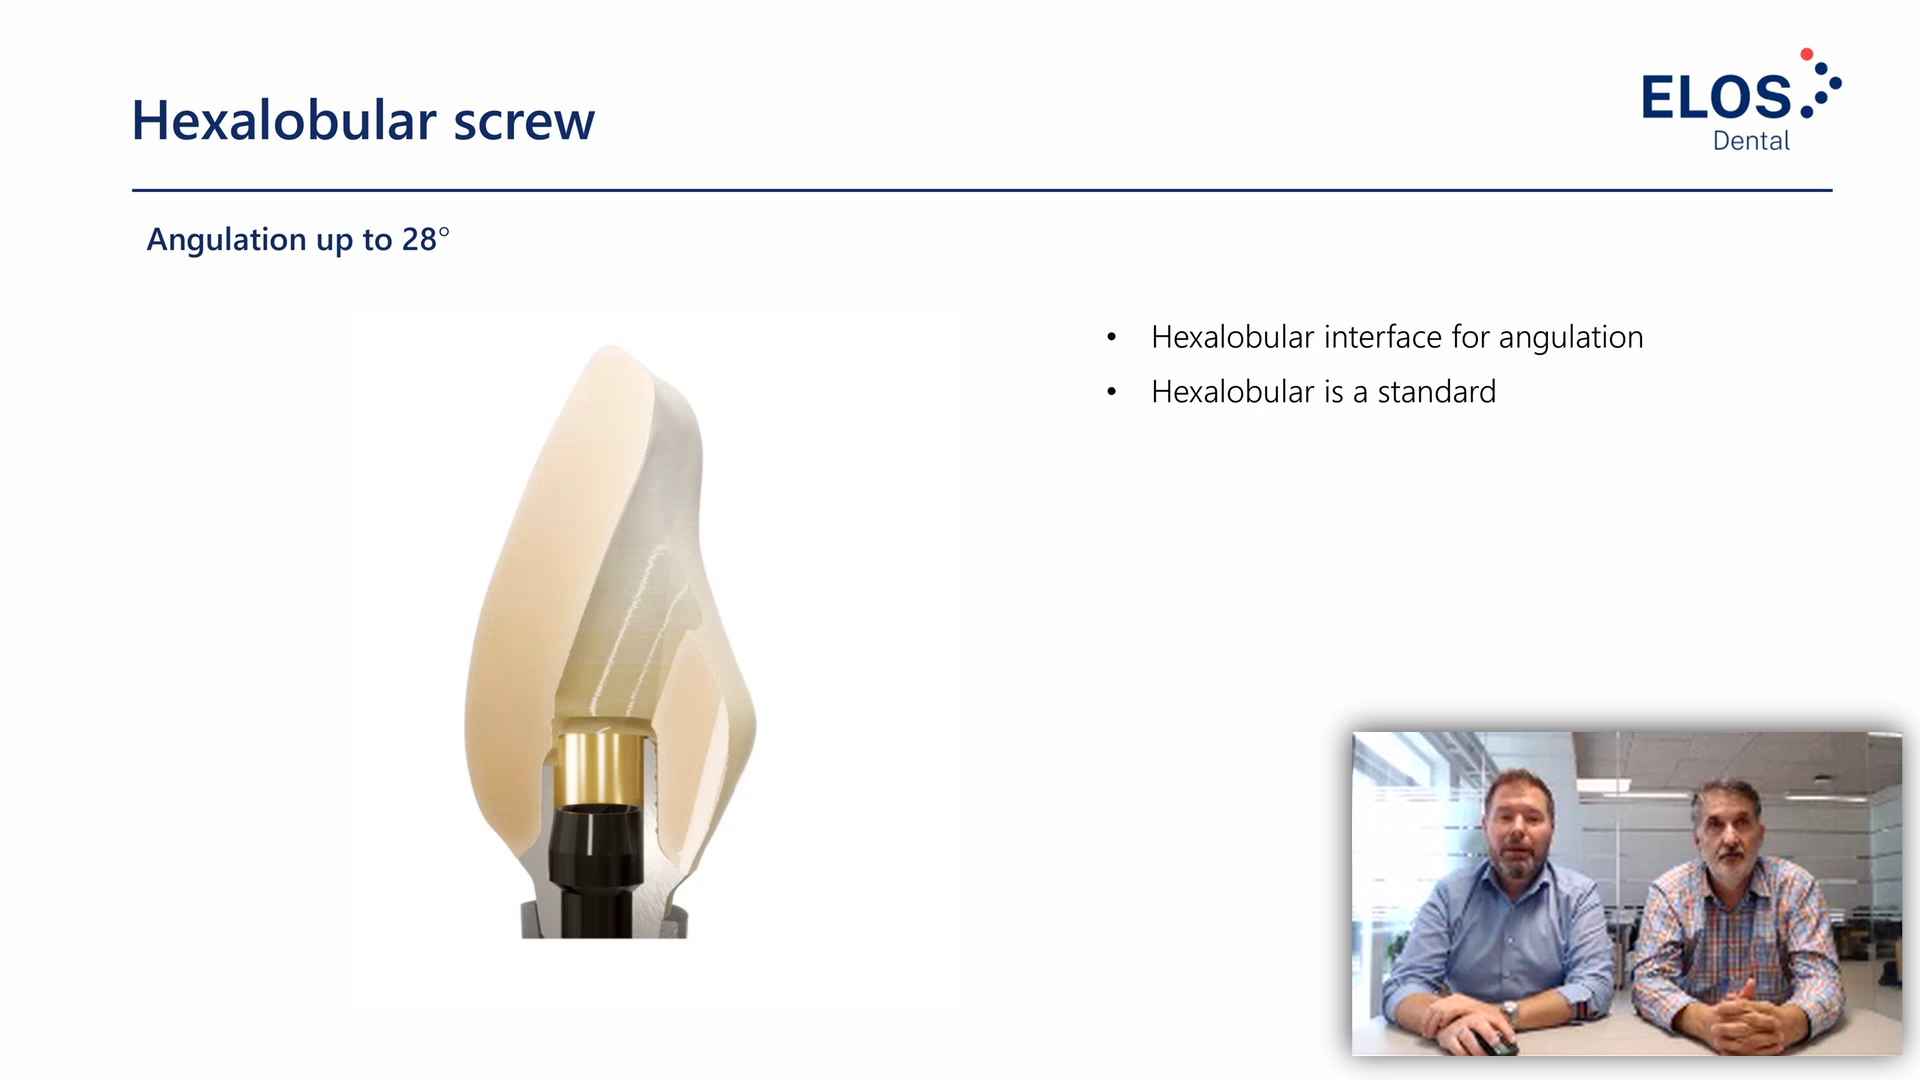 Hexalobular screw
ELOS
Dental
Angulation up to 28°
• Hexalobular interface for angulation
• Hexalobular is a standard